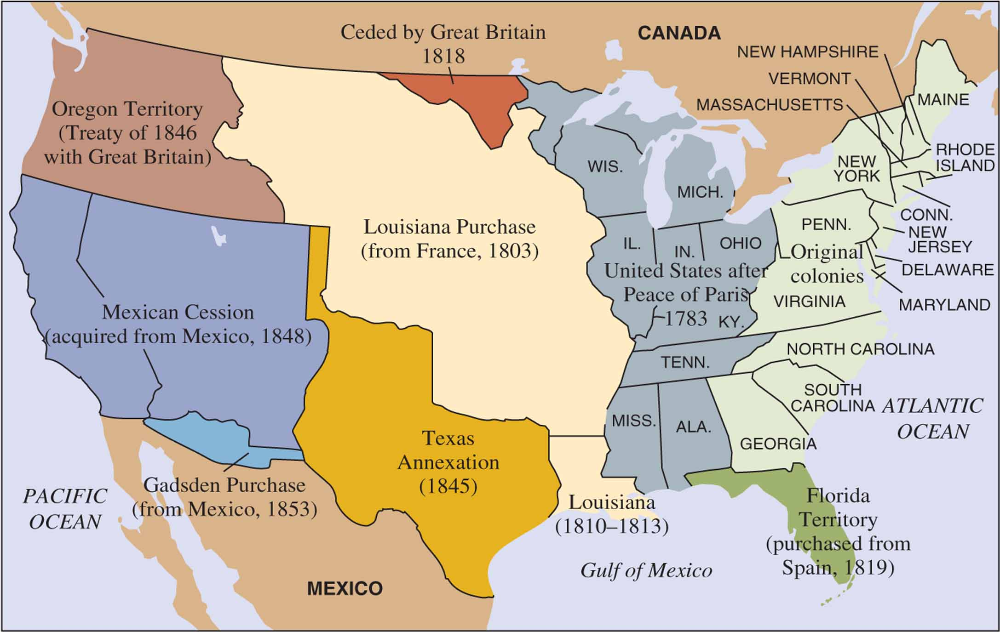 Ceded by Great Britain
1818
CANADA
NEW HAMPSHIRE
VERMONT
MASSACHUSETTS
MAINE
Oregon Territory
(Treaty of 1846
with Great Britain)
RHODE
ISLAND
NEW
YORK
WIS.
MICH.
CONN.
PENN.
NEW
JERSEY
Louisiana Purchase
(from France, 1803)
IL.
IN.
OHIO
Original
colonies
DELAWARE
United States after
Peace of Paris
1783
KY.
VIRGINIA
MARYLAND
Mexican Cession
(acquired from Mexico, 1848)
NORTH CAROLINA
TENN.
SOUTH
CAROLINA
ATLANTIC
OCEAN
MISS.
ALA.
GEORGIA
Texas
Annexation
(1845)
Gadsden Purchase
(from Mexico, 1853)
PACIFIC
OCEAN
Louisiana
(1810–1813)
Florida
Territory
(purchased from
Spain, 1819)
Gulf of Mexico
MEXICO